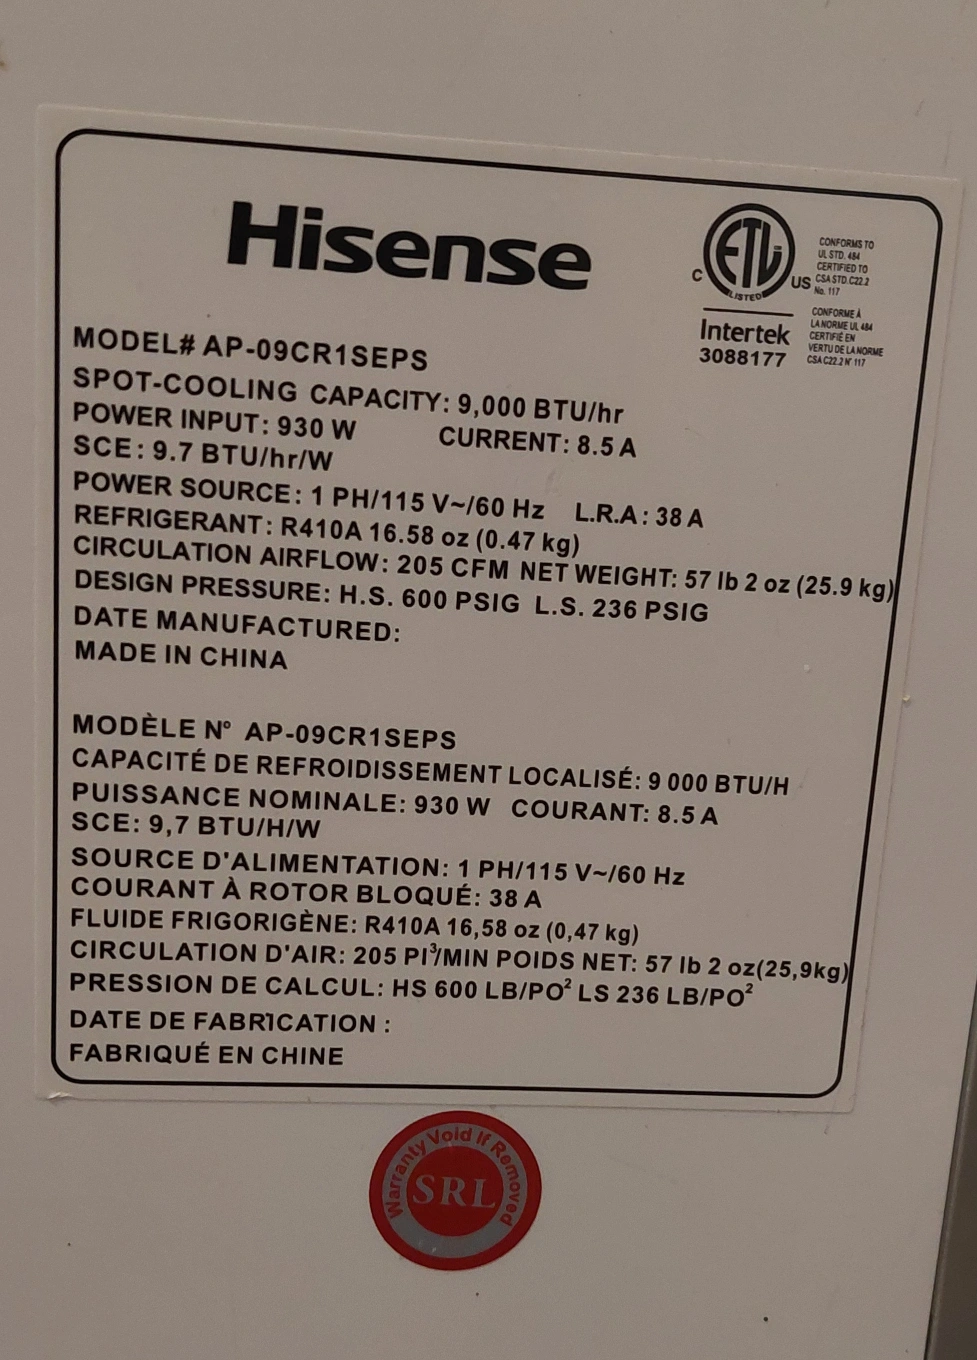 Hisense
C ETL US
LISTED
CONFORMS TO
UL STD. 484
CERTIFIED TO
CSA STD.C22.2
No. 117
Intertek
3088177
CONFORME À
LA NORME UL 484
CERTIFIÉ EN
VERTU DE LA NORME
CSA C22.2 N° 117
MODEL# AP-09CR1SEPS
SPOT-COOLING CAPACITY: 9,000 BTU/hr
POWER INPUT: 930 W CURRENT: 8.5 A
SCE: 9.7 BTU/hr/W
POWER SOURCE: 1 PH/115 V~/60 Hz L.R.A: 38 A
REFRIGERANT: R410A 16.58 oz (0.47 kg)
CIRCULATION AIRFLOW: 205 CFM NET WEIGHT: 57 lb 2 oz (25.9 kg)
DESIGN PRESSURE: H.S. 600 PSIG L.S. 236 PSIG
DATE MANUFACTURED:
MADE IN CHINA
MODÈLE N° AP-09CR1SEPS
CAPACITÉ DE REFROIDISSEMENT LOCALISÉ: 9 000 BTU/H
PUISSANCE NOMINALE: 930 W COURANT: 8.5 A
SCE: 9,7 BTU/H/W
SOURCE D'ALIMENTATION: 1 PH/115 V~/60 Hz
COURANT À ROTOR BLOQUÉ: 38 A
FLUIDE FRIGORIGÈNE: R410A 16,58 oz (0,47 kg)
CIRCULATION D'AIR: 205 PI³/MIN POIDS NET: 57 lb 2 oz(25,9kg)
PRESSION DE CALCUL: HS 600 LB/PO² LS 236 LB/PO²
DATE DE FABRICATION :
FABRIQUÉ EN CHINE
Warranty Void If Removed
SRL